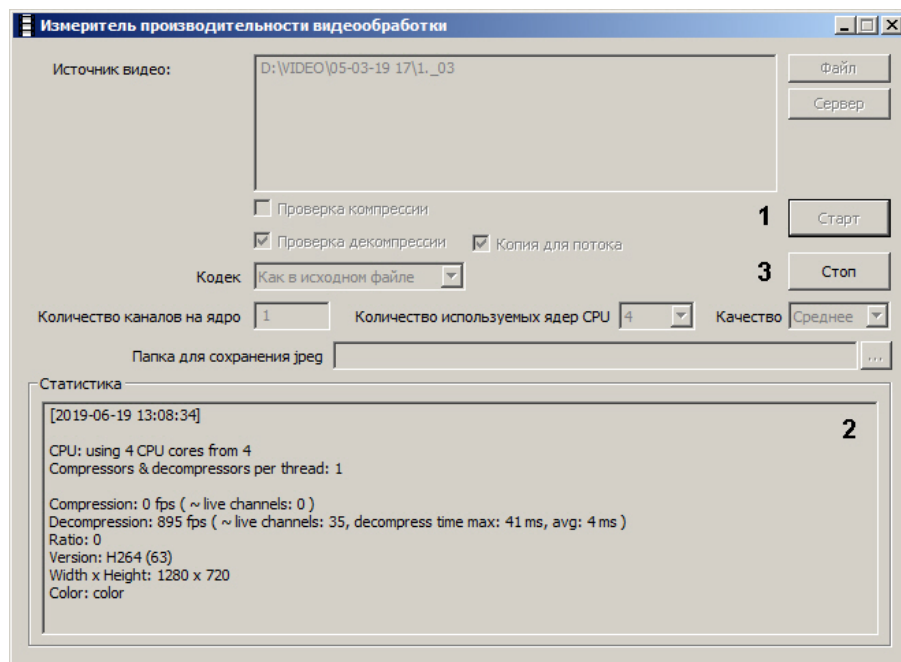 Измеритель производительности видеообработки
Источник видео:
D:\VIDEO\05-03-19 17\1._03
Файл
Сервер
Проверка компрессии
1
Старт
Проверка декомпрессии
Копия для потока
Кодек
Как в исходном файле
3
Стоп
Количество каналов на ядро
1
Количество используемых ядер CPU
4
Качество
Среднее
Папка для сохранения jpeg
...
Статистика
[2019-06-19 13:08:34]
2
CPU: using 4 CPU cores from 4
Compressors & decompressors per thread: 1
Compression: 0 fps ( ~ live channels: 0 )
Decompression: 895 fps ( ~ live channels: 35, decompress time max: 41 ms, avg: 4 ms )
Ratio: 0
Version: H264 (63)
Width x Height: 1280 x 720
Color: color